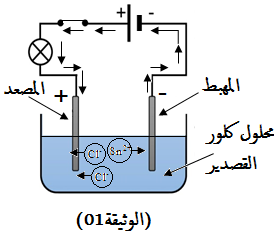 + -
المصعد + - المهبط
محلول كلور
القصدير
Cl⁻ Sn²⁺
Cl⁻
(الوثيقة01)